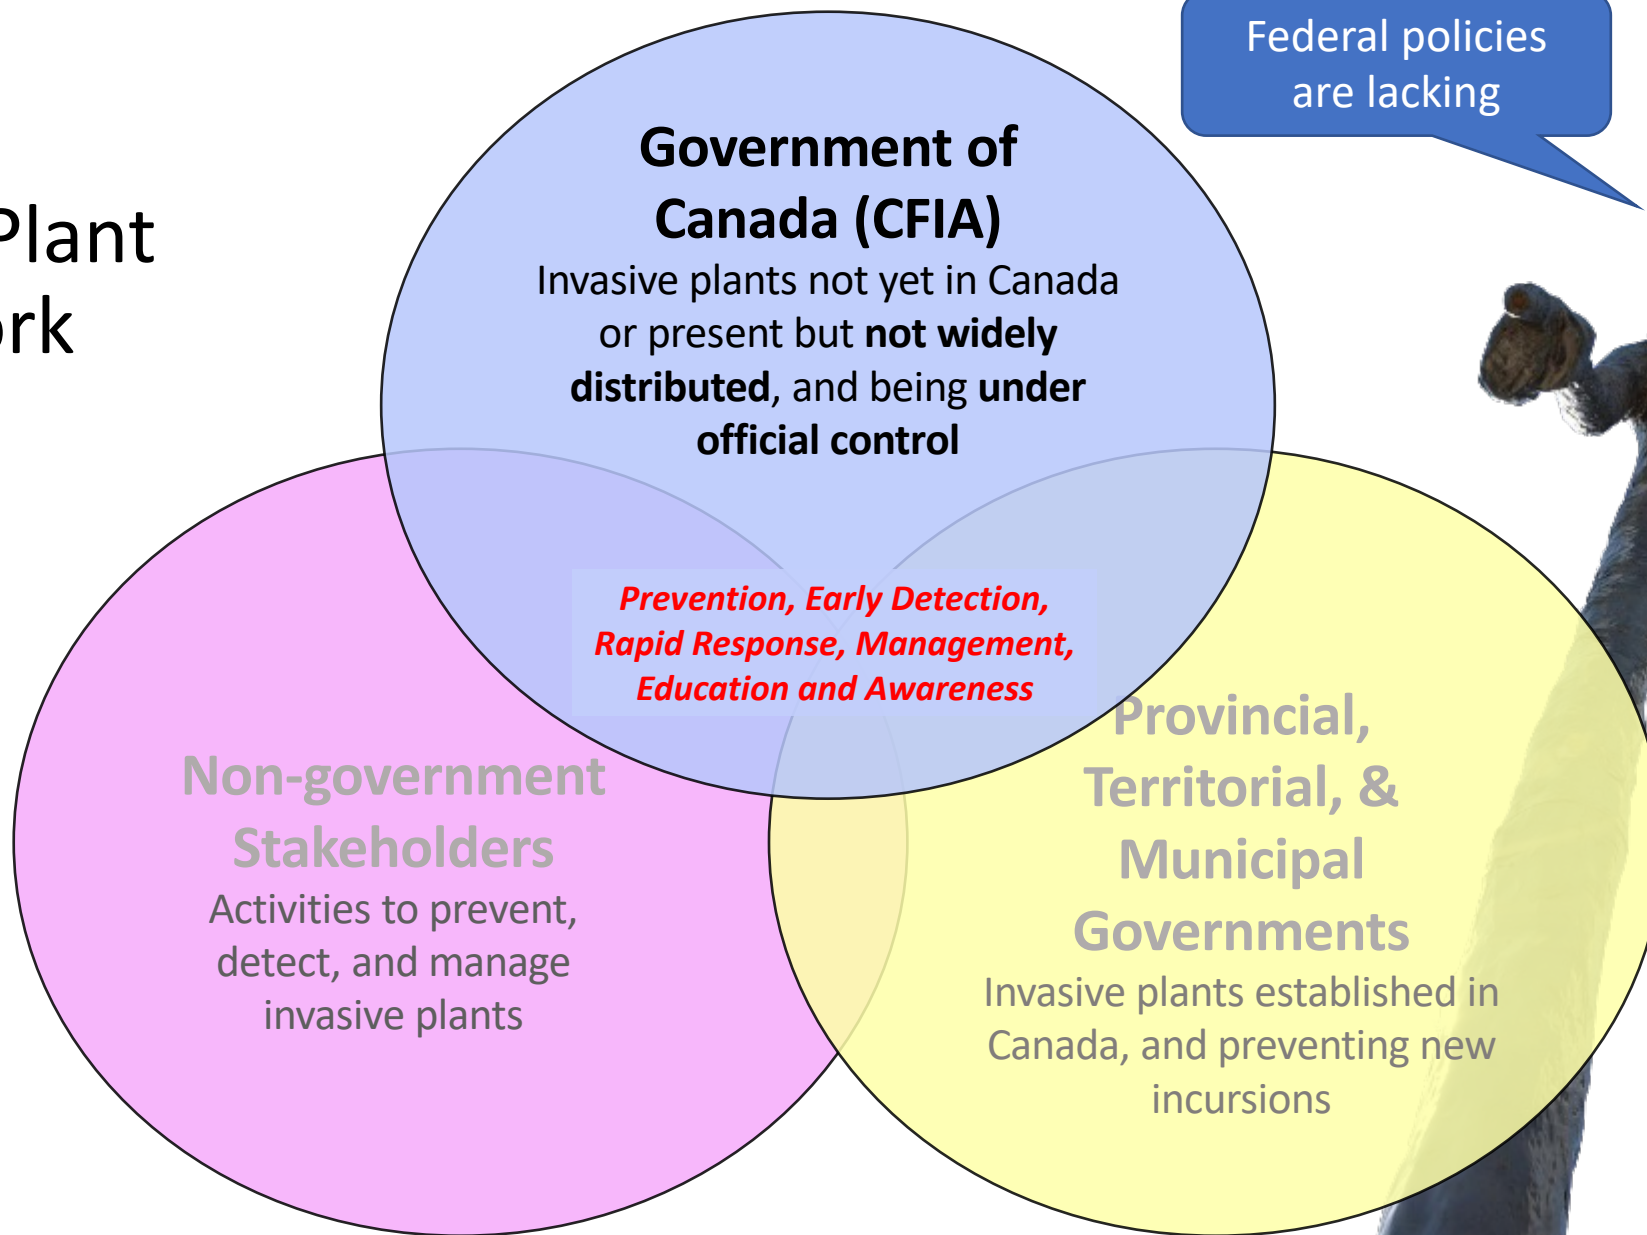 Federal policies
are lacking
Plant
ork
Government of
Canada (CFIA)
Invasive plants not yet in Canada
or present but not widely
distributed, and being under
official control
Prevention, Early Detection,
Rapid Response, Management,
Education and Awareness
Non-government
Stakeholders
Activities to prevent,
detect, and manage
invasive plants
Provincial,
Territorial, &
Municipal
Governments
Invasive plants established in
Canada, and preventing new
incursions